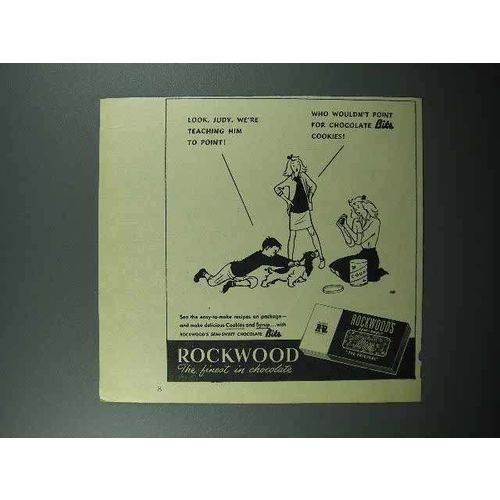 LOOK, JUDY, WE'RE
TEACHING HIM
TO POINT!
WHO WOULDN'T POINT
FOR CHOCOLATE Bits
COOKIES!
See the easy-to-make recipes on package—
and make delicious Cookies and Syrup...with
ROCKWOOD'S SEMI-SWEET CHOCOLATE Bits
ROCKWOOD
The finest in chocolate
ROCKWOOD'S
8